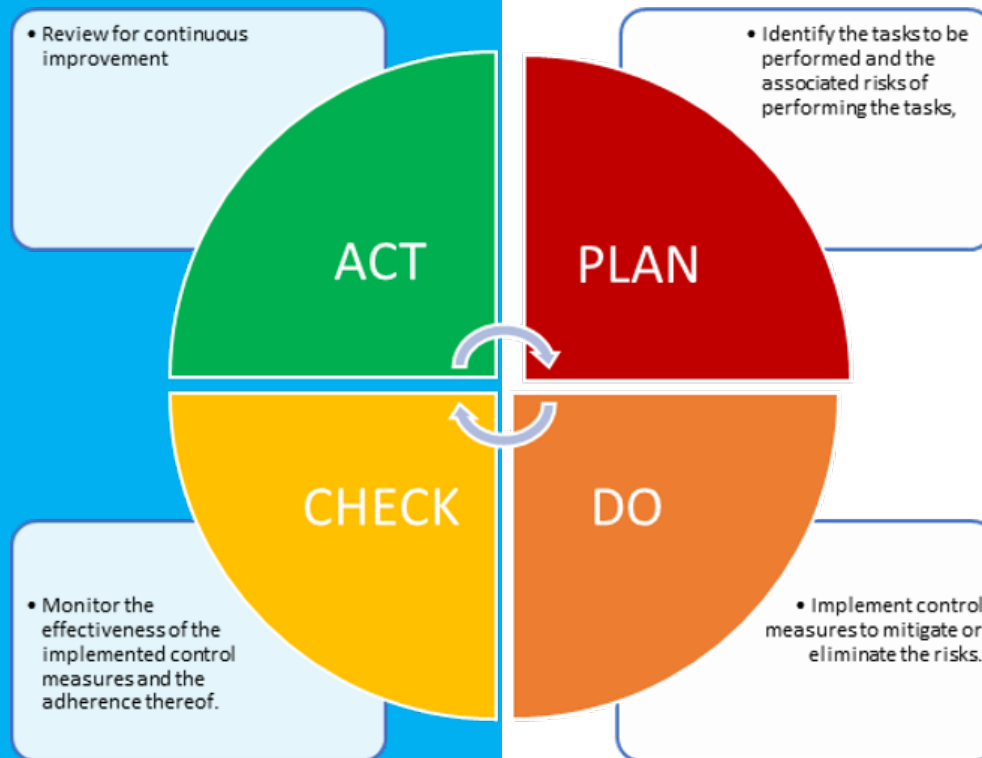 • Review for continuous
improvement
• Identify the tasks to be
performed and the
associated risks of
performing the tasks,
ACT
PLAN
CHECK
DO
• Monitor the
effectiveness of the
implemented control
measures and the
adherence thereof.
• Implement control
measures to mitigate or
eliminate the risks.